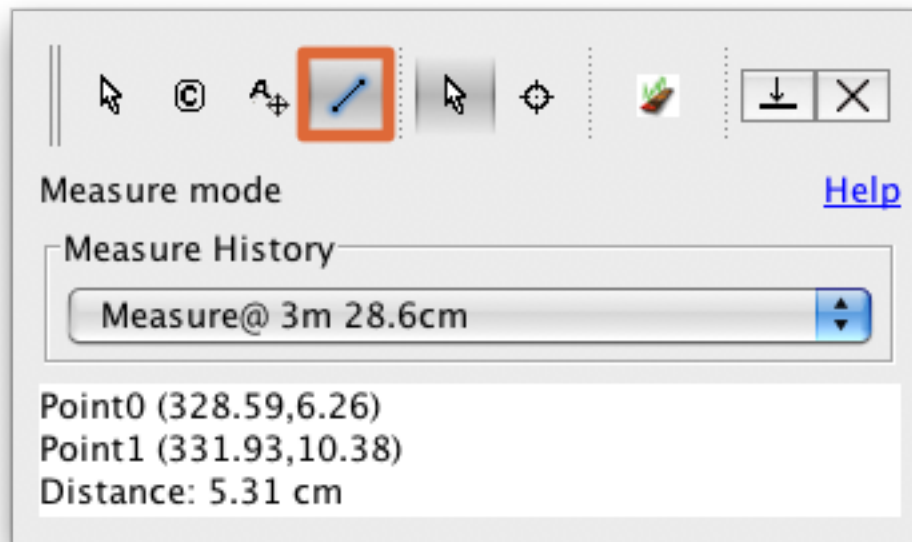 Measure mode
Help
Measure History
Measure@ 3m 28.6cm
Point0 (328.59,6.26)
Point1 (331.93,10.38)
Distance: 5.31 cm